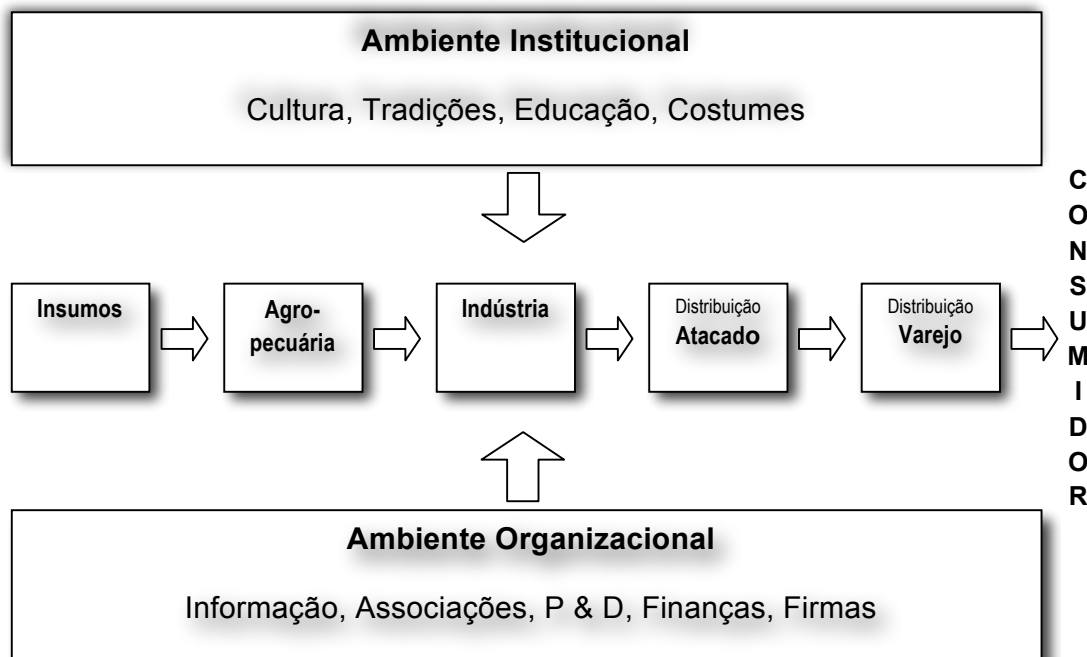 Ambiente Institucional
Cultura, Tradições, Educação, Costumes
Insumos
Agro-
pecuária
Indústria
Distribuição
Atacado
Distribuição
Varejo
CONSUMIDOR
Ambiente Organizacional
Informação, Associações, P & D, Finanças, Firmas